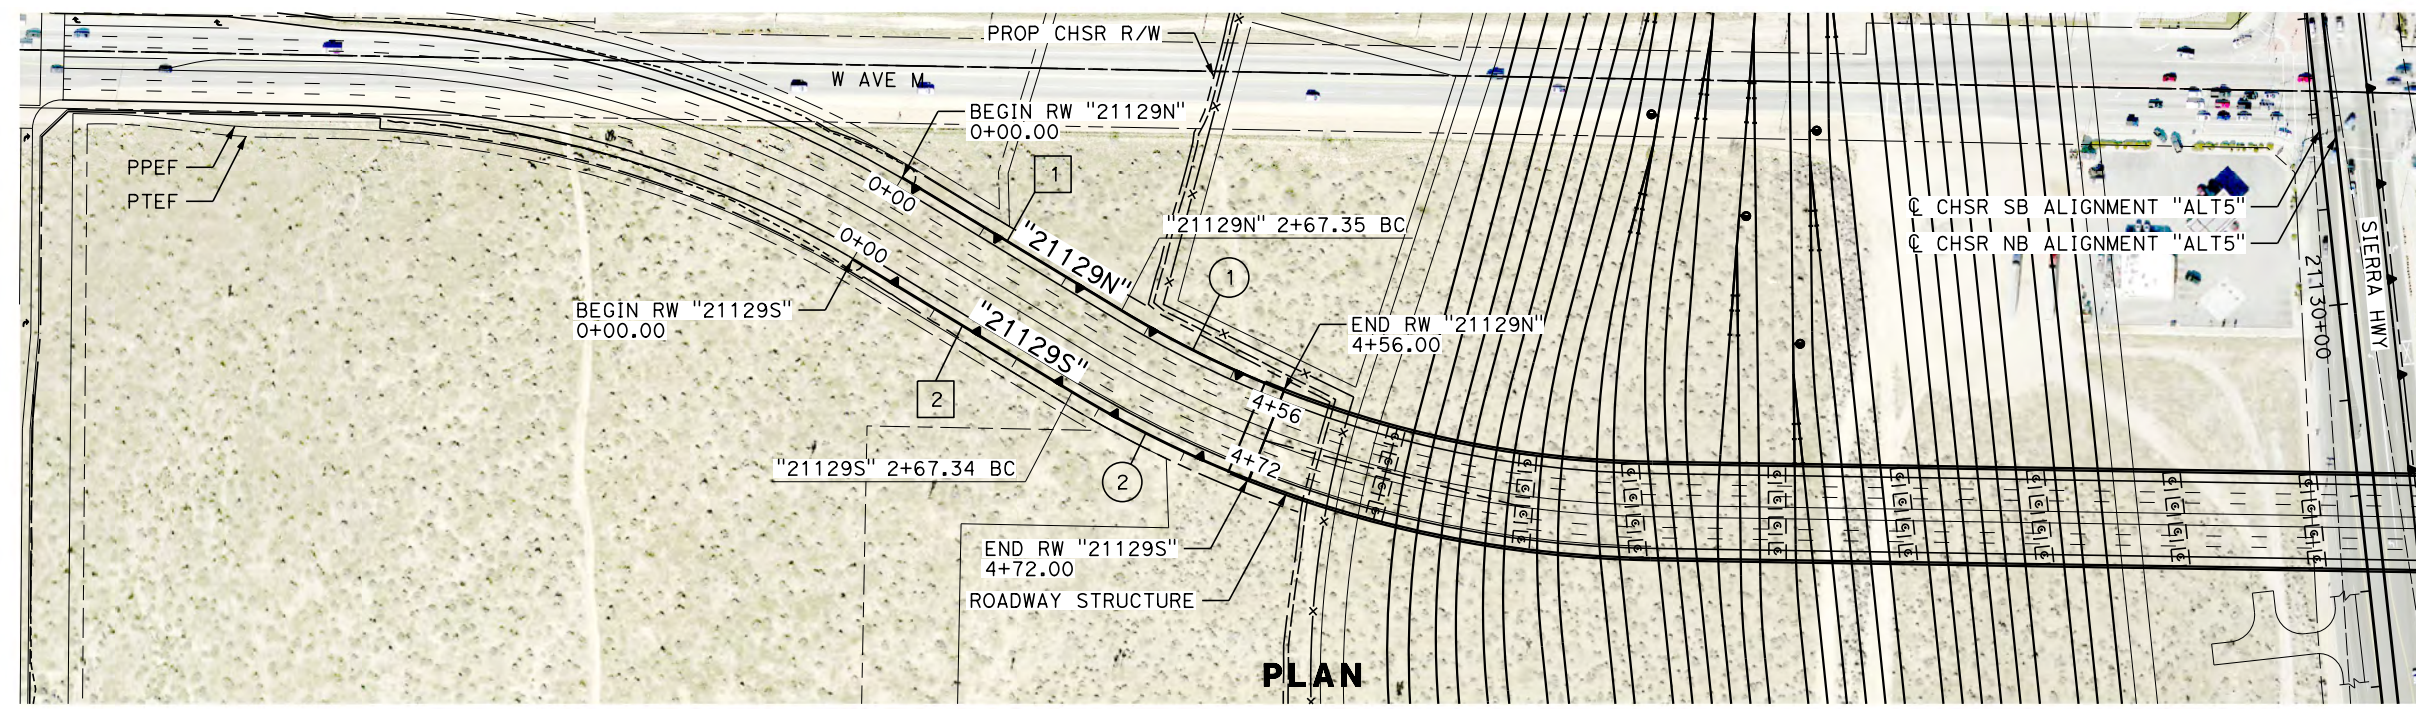 PROP CHSR R/W
W AVE M
BEGIN RW "21129N"
0+00.00
1
PPEF
PTEF
0+00
"21129N" 2+67.35 BC
℄ CHSR SB ALIGNMENT "ALT5"
℄ CHSR NB ALIGNMENT "ALT5"
SIERRA HWY
21130+00
0+00
"21129N"
1
BEGIN RW "21129S"
0+00.00
"21129S"
END RW "21129N"
4+56.00
2
4+56
"21129S" 2+67.34 BC
4+72
2
END RW "21129S"
4+72.00
ROADWAY STRUCTURE
PLAN